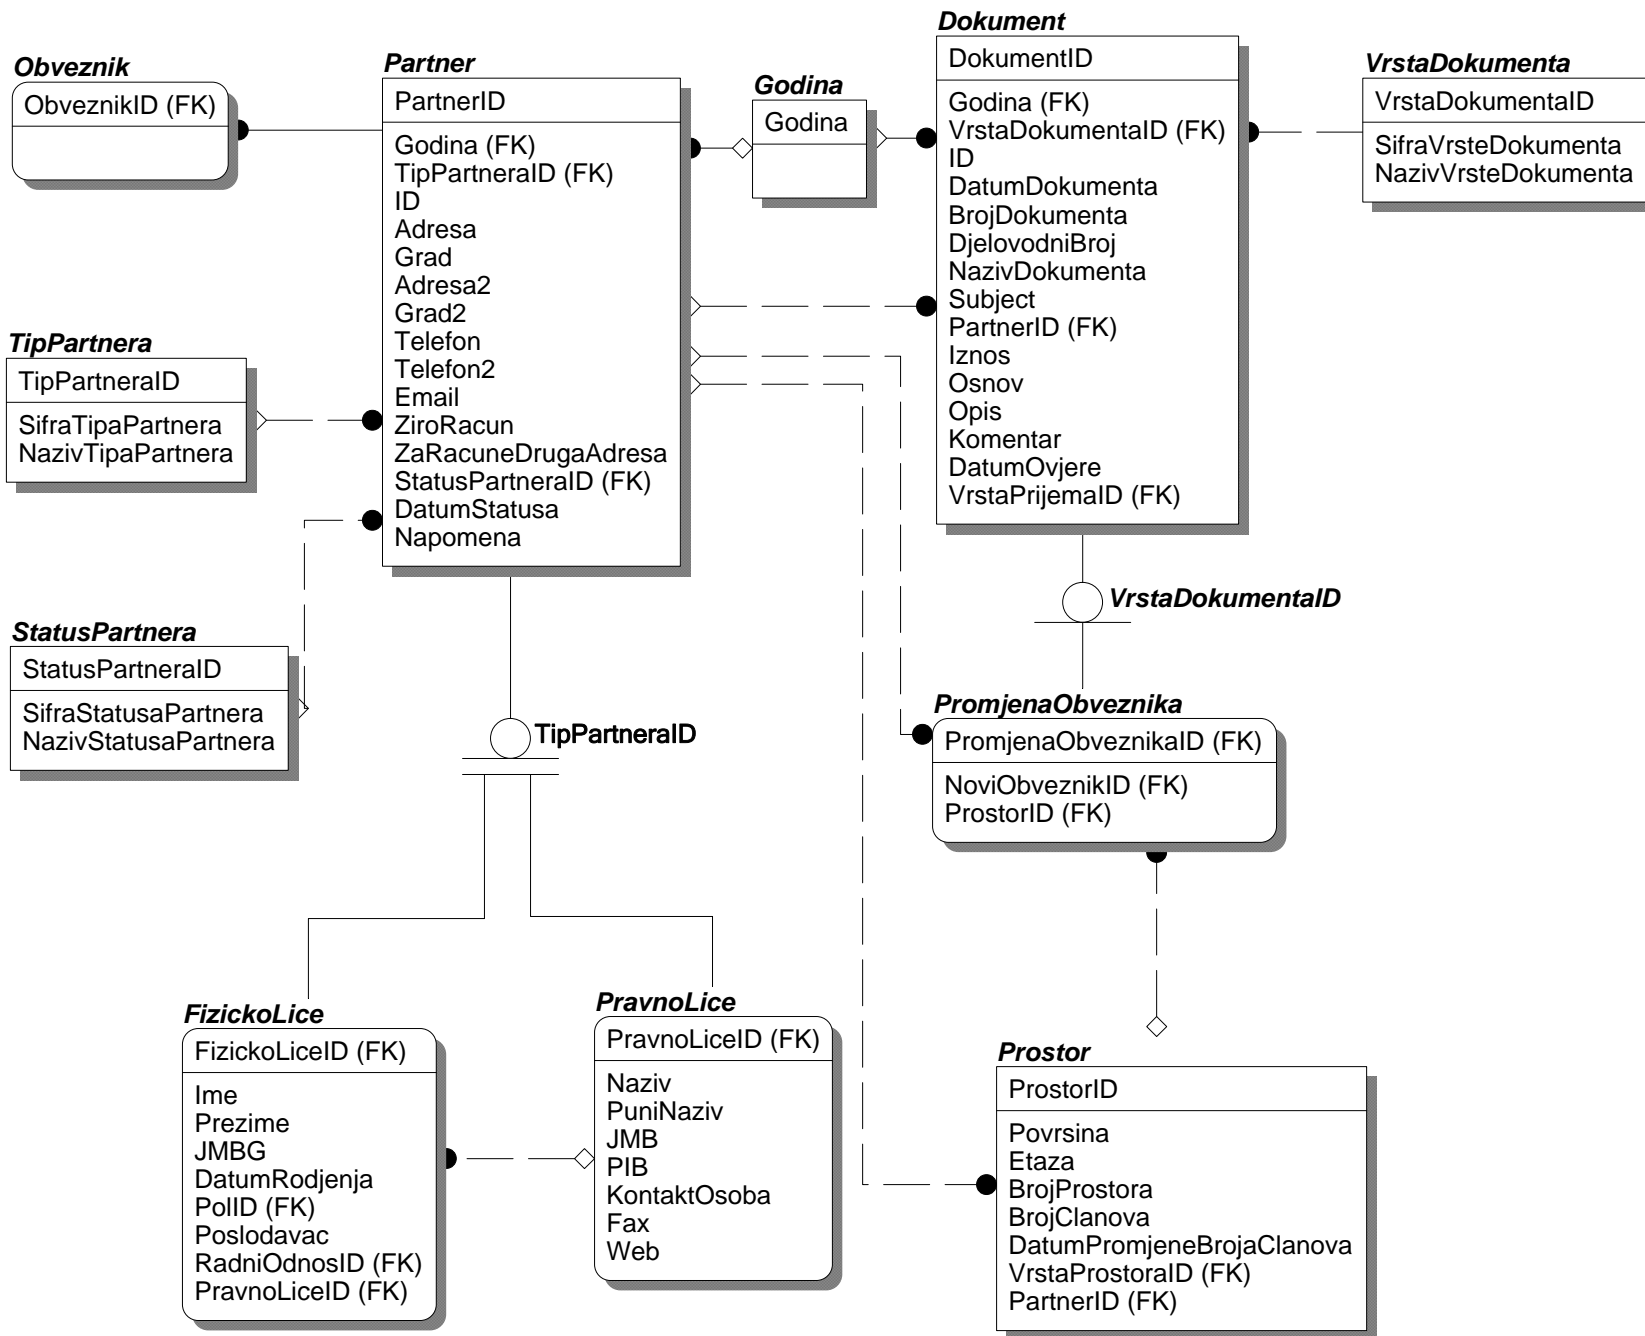 Obveznik
ObveznikID (FK)
Partner
PartnerID
Godina (FK)
TipPartneraID (FK)
ID
Adresa
Grad
Adresa2
Grad2
Telefon
Telefon2
Email
ZiroRacun
ZaRacuneDrugaAdresa
StatusPartneraID (FK)
DatumStatusa
Napomena
Godina
Godina
Dokument
DokumentID
Godina (FK)
VrstaDokumentaID (FK)
ID
DatumDokumenta
BrojDokumenta
DjelovodniBroj
NazivDokumenta
Subject
PartnerID (FK)
Iznos
Osnov
Opis
Komentar
DatumOvjere
VrstaPrijemaID (FK)
VrstaDokumenta
VrstaDokumentaID
SifraVrsteDokumenta
NazivVrsteDokumenta
TipPartnera
TipPartneraID
SifraTipaPartnera
NazivTipaPartnera
StatusPartnera
StatusPartneraID
SifraStatusaPartnera
NazivStatusaPartnera
TipPartneraID
VrstaDokumentaID
PromjenaObveznika
PromjenaObveznikaID (FK)
NoviObveznikID (FK)
ProstorID (FK)
FizickoLice
FizickoLiceID (FK)
Ime
Prezime
JMBG
DatumRodjenja
PolID (FK)
Poslodavac
RadniOdnosID (FK)
PravnoLiceID (FK)
PravnoLice
PravnoLiceID (FK)
Naziv
PuniNaziv
JMB
PIB
KontaktOsoba
Fax
Web
Prostor
ProstorID
Povrsina
Etaza
BrojProstora
BrojClanova
DatumPromjeneBrojaClanova
VrstaProstoraID (FK)
PartnerID (FK)